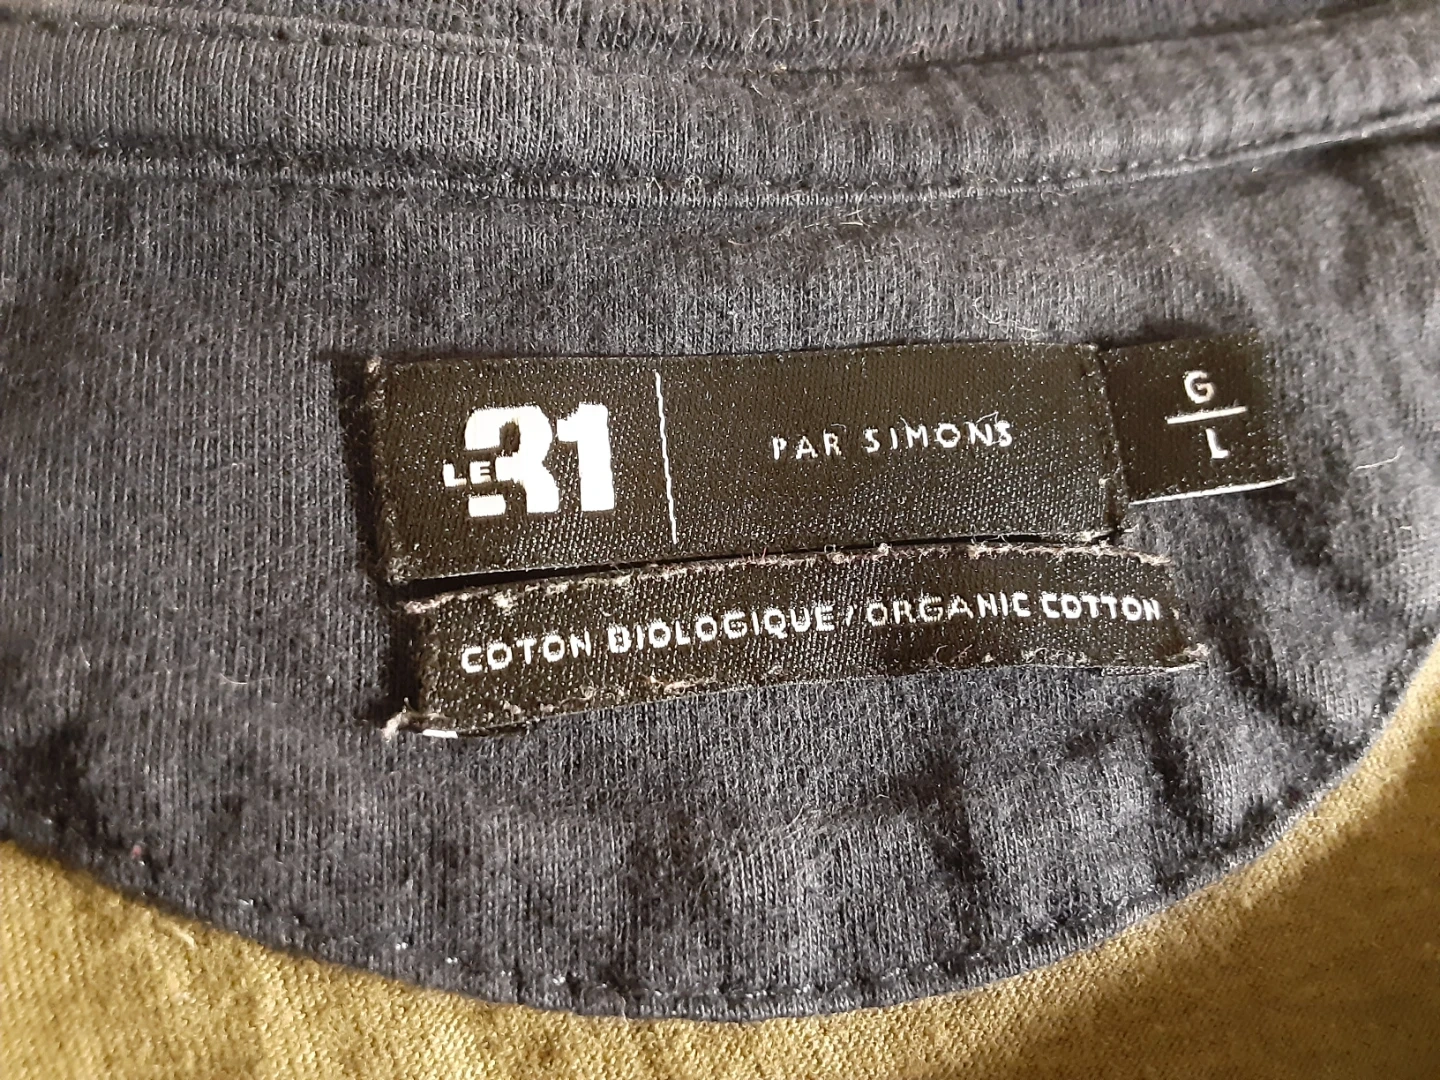 LE 31 PAR SIMONS
G
L
COTON BIOLOGIQUE/ORGANIC COTTON